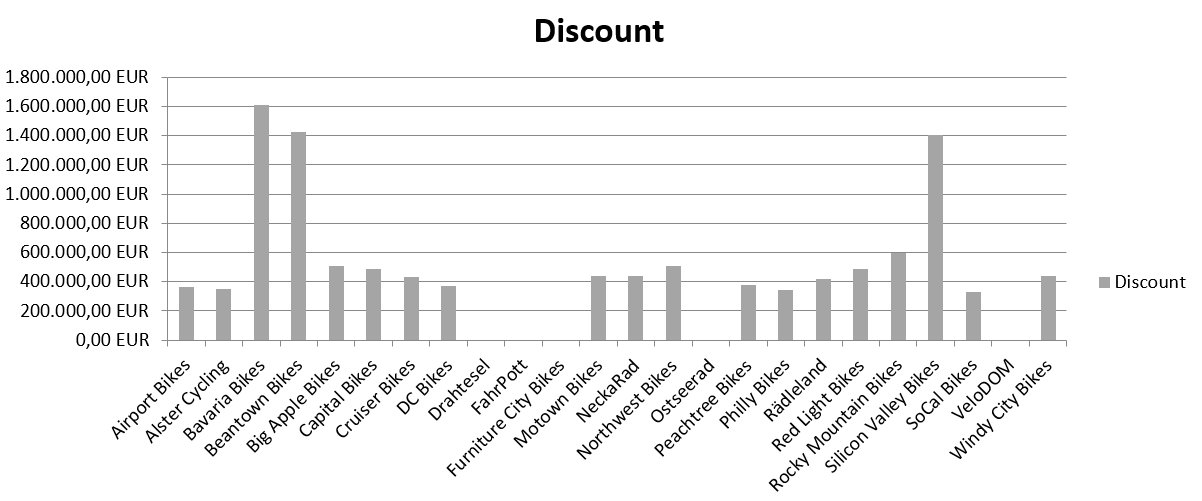 Discount
1.800.000,00 EUR
1.600.000,00 EUR
1.400.000,00 EUR
1.200.000,00 EUR
1.000.000,00 EUR
800.000,00 EUR
600.000,00 EUR
400.000,00 EUR
200.000,00 EUR
0,00 EUR
Airport Bikes
Alster Cycling
Bavaria Bikes
Beantown Bikes
Big Apple Bikes
Capital Bikes
Cruiser Bikes
DC Bikes
Drahtesel
FahrPott
Furniture City Bikes
Motown Bikes
NeckaRad
Northwest Bikes
Ostseerad
Peachtree Bikes
Philly Bikes
Rädleland
Red Light Bikes
Rocky Mountain Bikes
Silicon Valley Bikes
SoCal Bikes
VeloDOM
Windy City Bikes
Discount